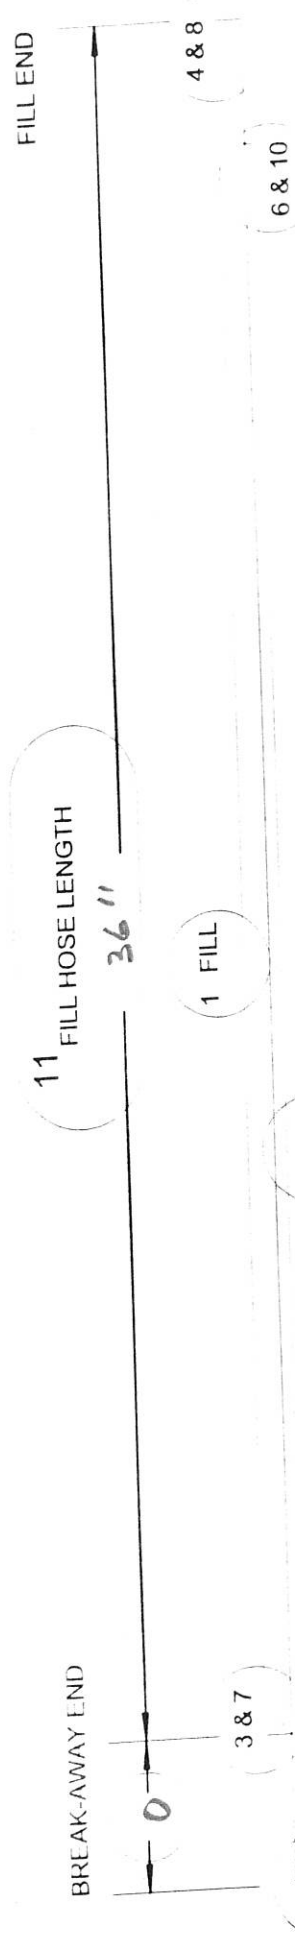 BREAK-AWAY END
FILL END
11
FILL HOSE LENGTH
0
36"
3 & 7
1 FILL
4 & 8
6 & 10